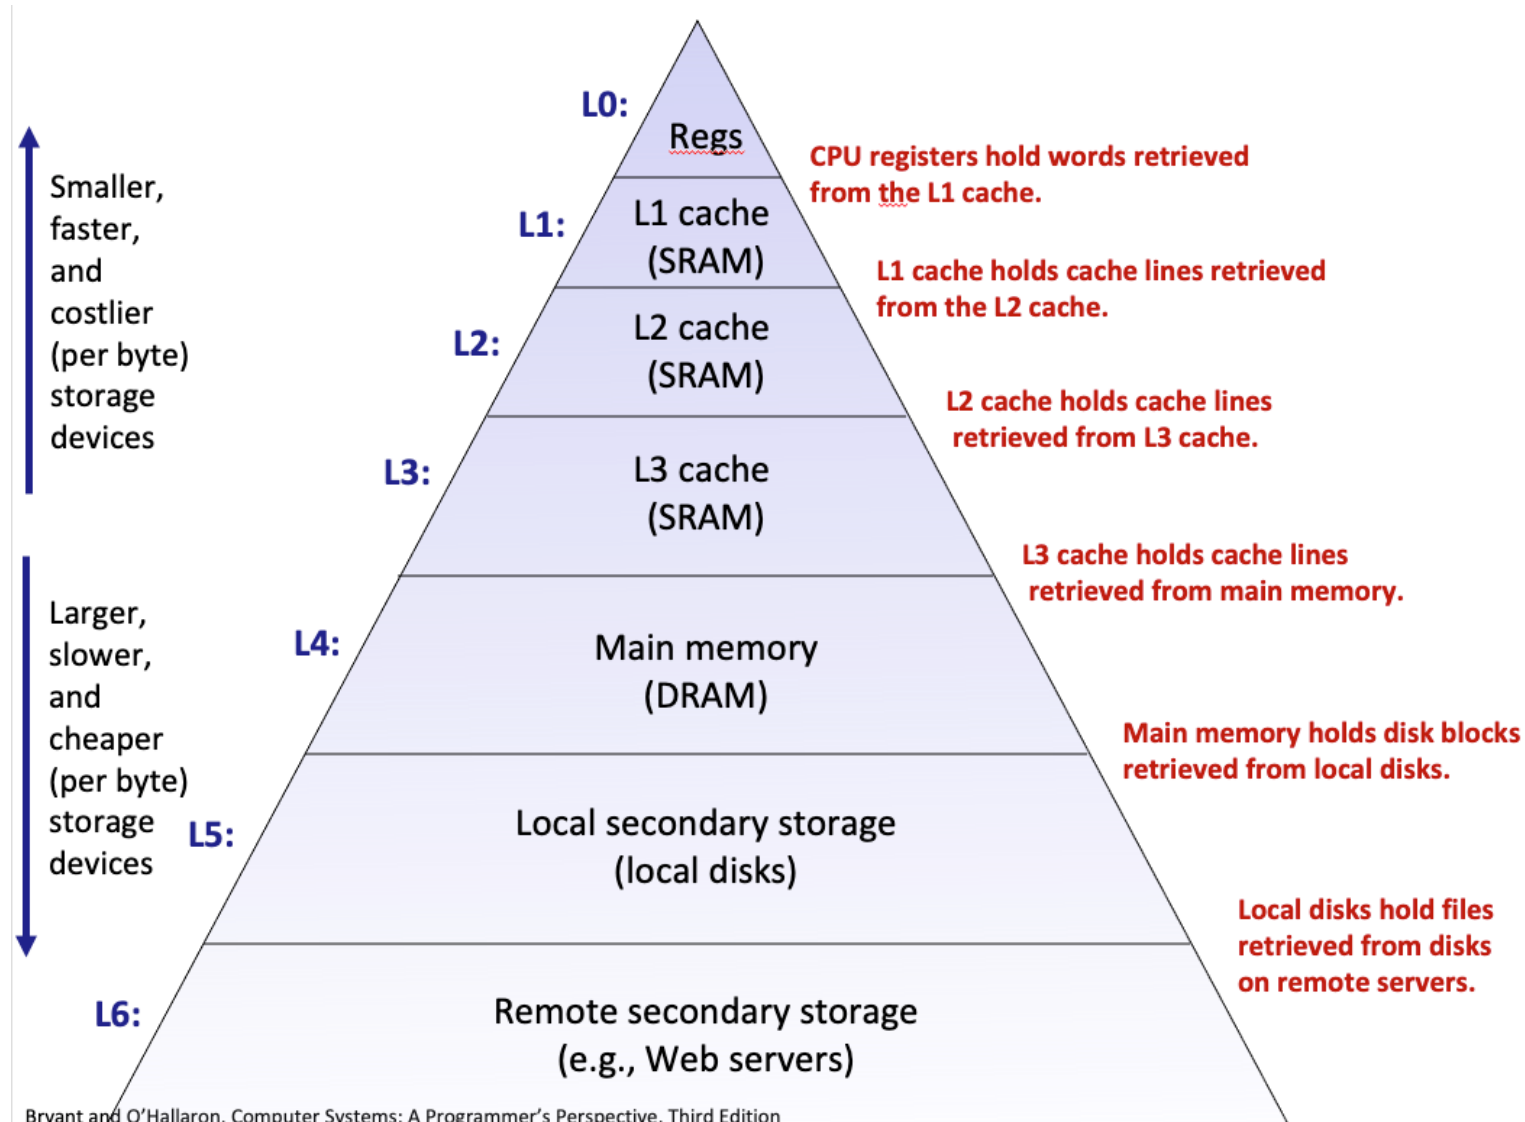 L0:
Regs
CPU registers hold words retrieved
from the L1 cache.
Smaller,
faster,
and
costlier
(per byte)
storage
devices
L1:
L1 cache
(SRAM)
L1 cache holds cache lines retrieved
from the L2 cache.
L2:
L2 cache
(SRAM)
L2 cache holds cache lines
retrieved from L3 cache.
L3:
L3 cache
(SRAM)
L3 cache holds cache lines
retrieved from main memory.
Larger,
slower,
and
cheaper
(per byte)
storage
devices
L4:
Main memory
(DRAM)
Main memory holds disk blocks
retrieved from local disks.
L5:
Local secondary storage
(local disks)
Local disks hold files
retrieved from disks
on remote servers.
L6:
Remote secondary storage
(e.g., Web servers)
Bryant and O'Hallaron, Computer Systems: A Programmer's Perspective, Third Edition